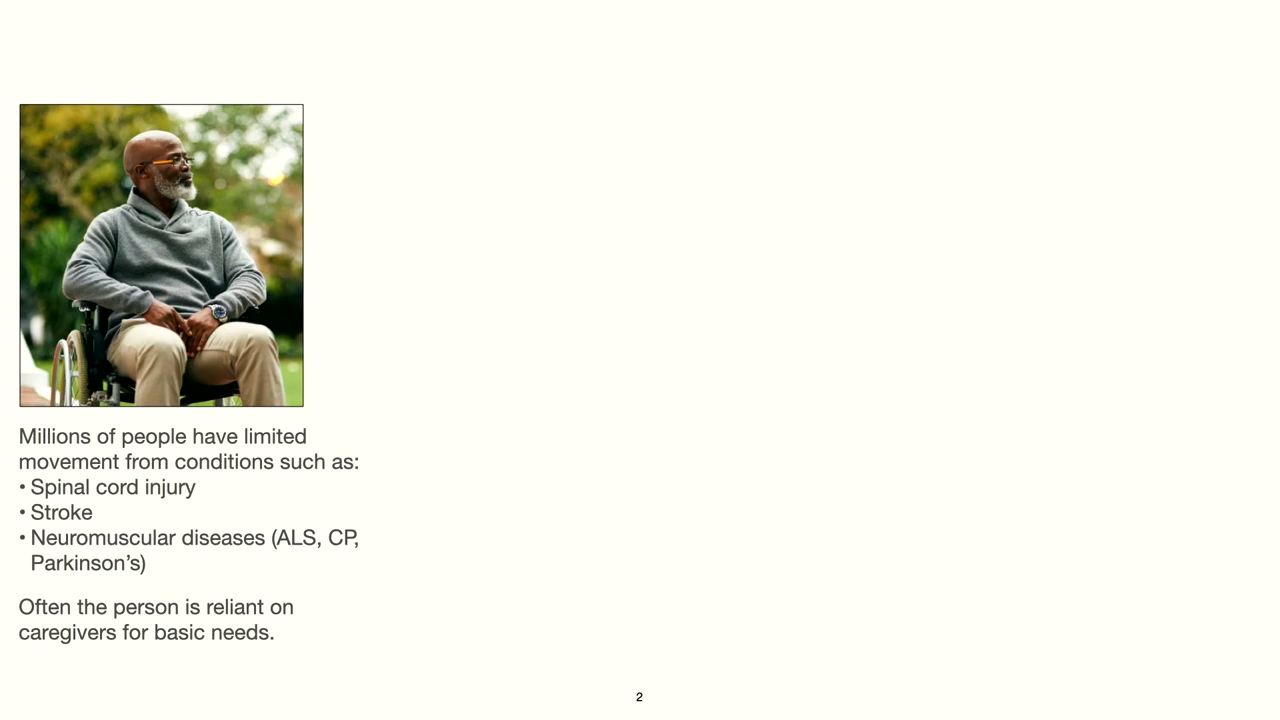 Millions of people have limited
movement from conditions such as:
• Spinal cord injury
• Stroke
• Neuromuscular diseases (ALS, CP,
Parkinson’s)
Often the person is reliant on
caregivers for basic needs.
2